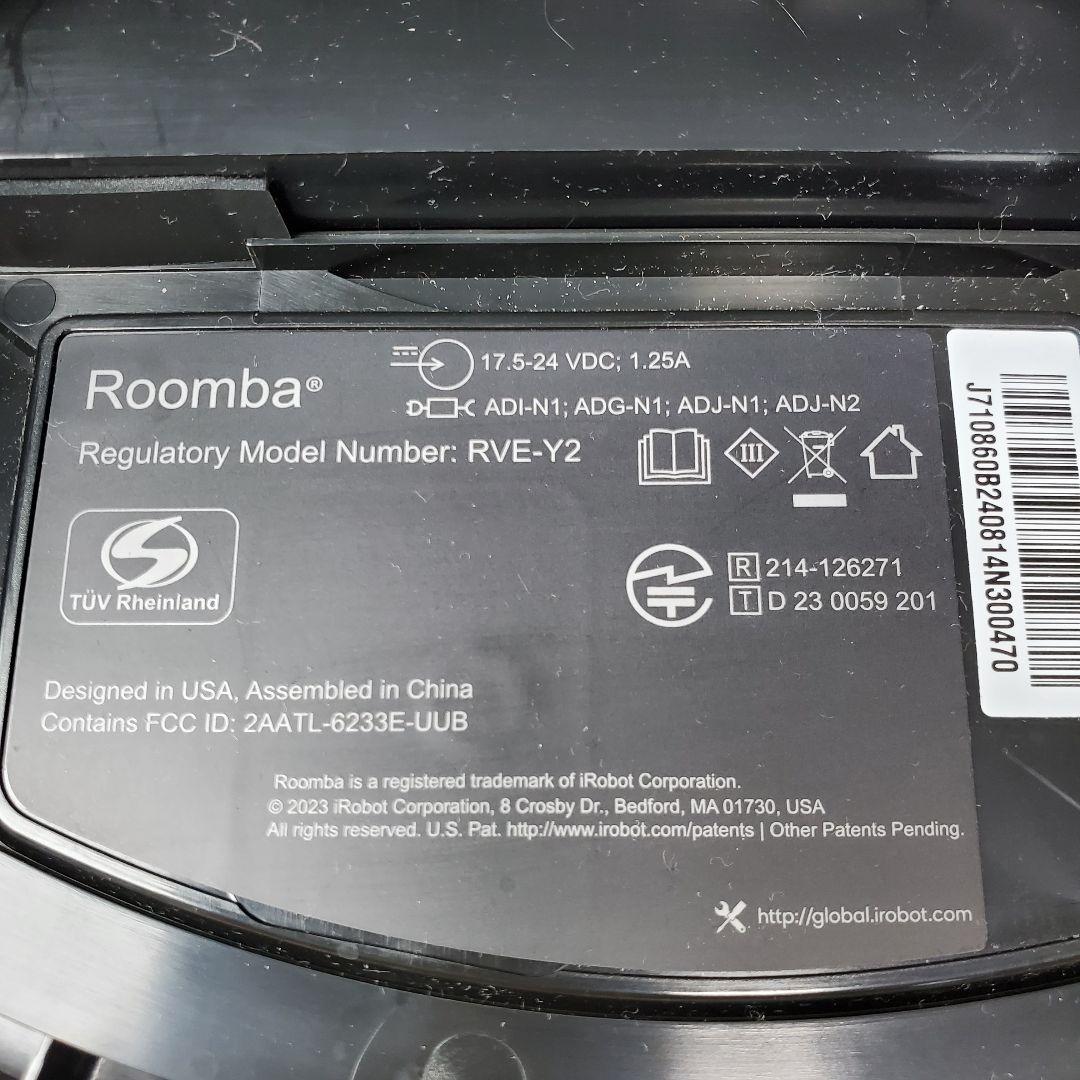 Roomba®
17.5-24 VDC; 1.25A
ADI-N1; ADG-N1; ADJ-N1; ADJ-N2
Regulatory Model Number: RVE-Y2
III
TÜV Rheinland
R 214-126271
T D 23 0059 201
Designed in USA, Assembled in China
Contains FCC ID: 2AATL-6233E-UUB
Roomba is a registered trademark of iRobot Corporation.
© 2023 iRobot Corporation, 8 Crosby Dr., Bedford, MA 01730, USA
All rights reserved. U.S. Pat. http://www.irobot.com/patents | Other Patents Pending.
http://global.irobot.com
J710860B240814N300470